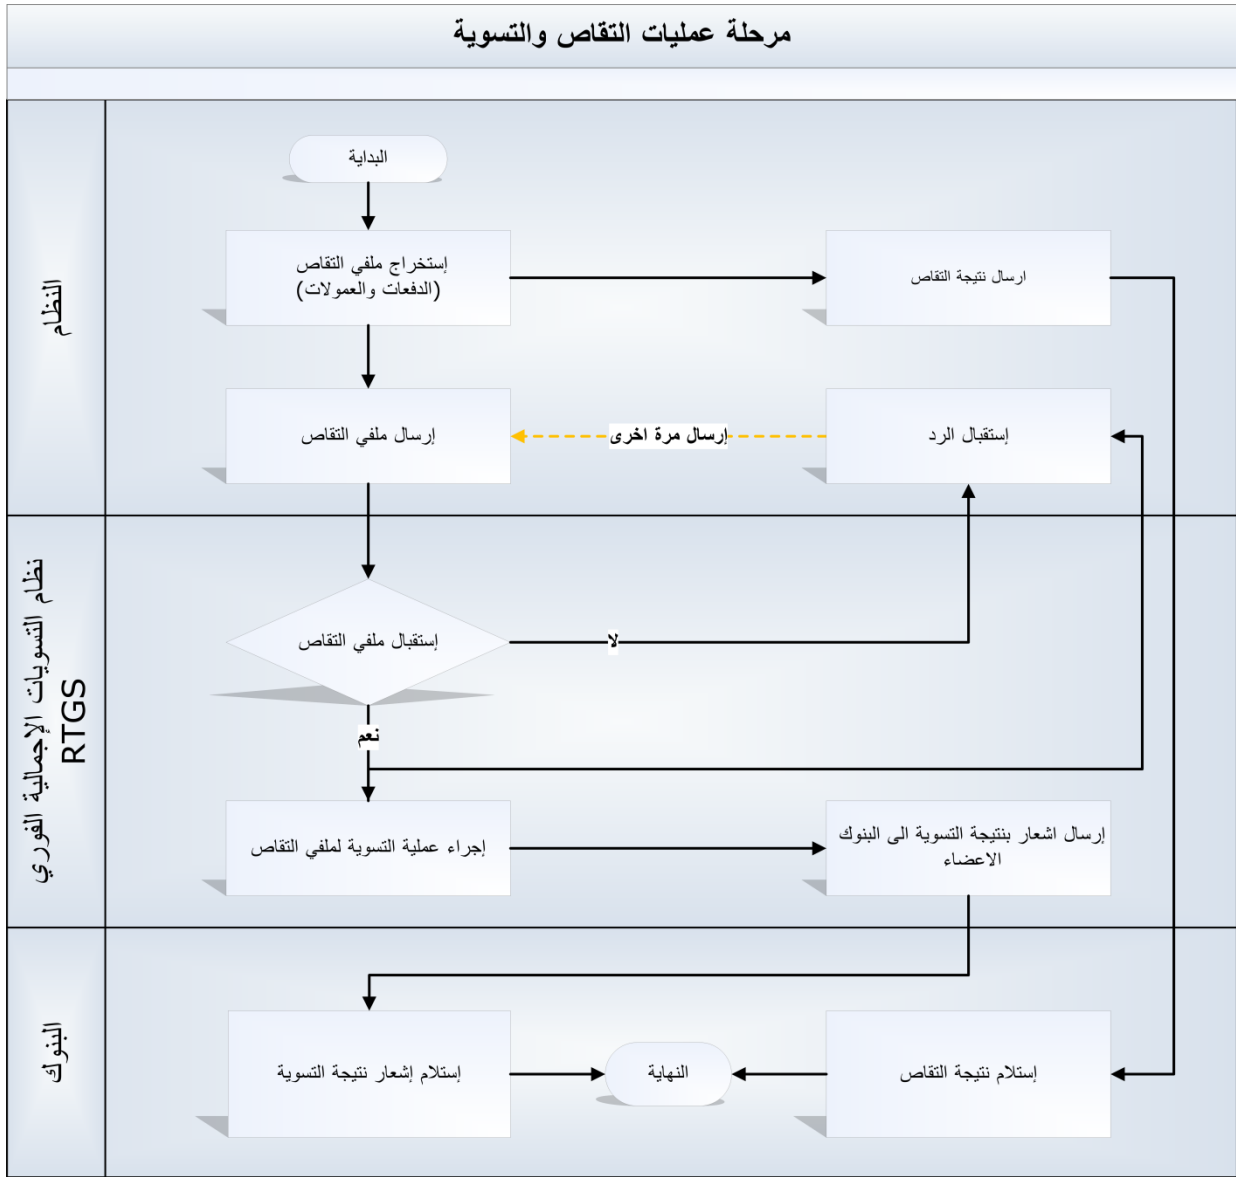 مرحلة عمليات التقاص والتسوية
النظام
البداية
إستخراج ملفي التقاص
(الدفعات والعمولات)
ارسال نتيجة التقاص
إرسال ملفي التقاص
إرسال مرة اخرى
إستقبال الرد
نظام التسويات الإجمالية الفوري
RTGS
إستقبال ملفي التقاص
لا
نعم
إجراء عملية التسوية لملفي التقاص
إرسال اشعار بنتيجة التسوية الى البنوك
الاعضاء
البنوك
إستلام إشعار نتيجة التسوية
النهاية
إستلام نتيجة التقاص